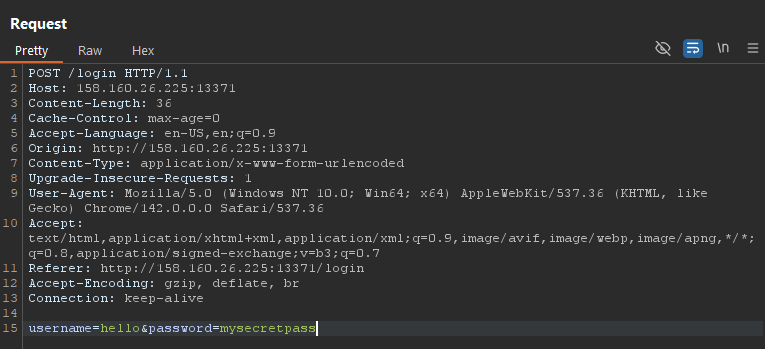 Request
Pretty Raw Hex \n
1 POST /login HTTP/1.1
2 Host: 158.160.26.225:13371
3 Content-Length: 36
4 Cache-Control: max-age=0
5 Accept-Language: en-US,en;q=0.9
6 Origin: http://158.160.26.225:13371
7 Content-Type: application/x-www-form-urlencoded
8 Upgrade-Insecure-Requests: 1
9 User-Agent: Mozilla/5.0 (Windows NT 10.0; Win64; x64) AppleWebKit/537.36 (KHTML, like
Gecko) Chrome/142.0.0.0 Safari/537.36
10 Accept:
text/html,application/xhtml+xml,application/xml;q=0.9,image/avif,image/webp,image/apng,*/*;
q=0.8,application/signed-exchange;v=b3;q=0.7
11 Referer: http://158.160.26.225:13371/login
12 Accept-Encoding: gzip, deflate, br
13 Connection: keep-alive
14
15 username=hello&password=mysecretpass